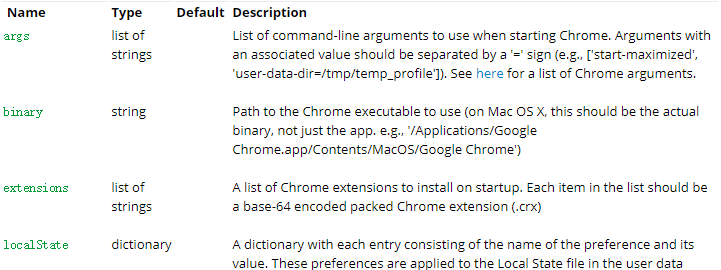 Name Type Default Description
args list of strings List of command-line arguments to use when starting Chrome. Arguments with
an associated value should be separated by a '=' sign (e.g., ['start-maximized',
'user-data-dir=/tmp/temp_profile']). See here for a list of Chrome arguments.
binary string Path to the Chrome executable to use (on Mac OS X, this should be the actual
binary, not just the app. e.g., '/Applications/Google
Chrome.app/Contents/MacOS/Google Chrome')
extensions list of strings A list of Chrome extensions to install on startup. Each item in the list should be
a base-64 encoded packed Chrome extension (.crx)
localState dictionary A dictionary with each entry consisting of the name of the preference and its
value. These preferences are applied to the Local State file in the user data